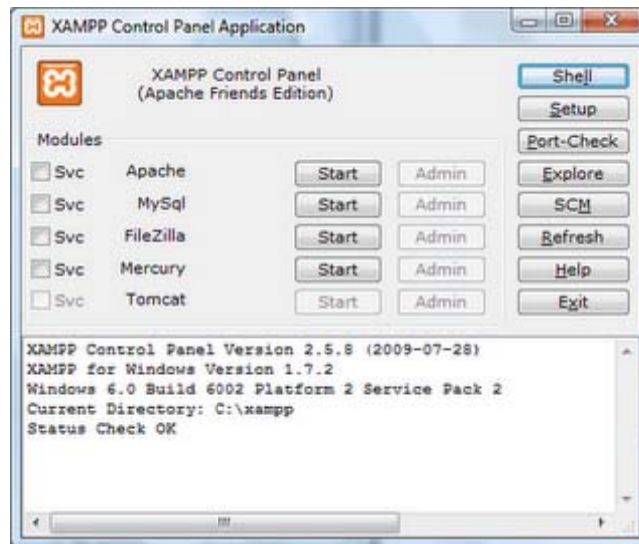 XAMPP Control Panel Application
XAMPP Control Panel
(Apache Friends Edition)
Shell
Setup
Modules
Port-Check
Svc Apache Start Admin Explore
Svc MySql Start Admin SCM
Svc FileZilla Start Admin Refresh
Svc Mercury Start Admin Help
Svc Tomcat Start Admin Exit
XAMPP Control Panel Version 2.5.8 (2009-07-28)
XAMPP for Windows Version 1.7.2
Windows 6.0 Build 6002 Platform 2 Service Pack 2
Current Directory: C:\xampp
Status Check OK